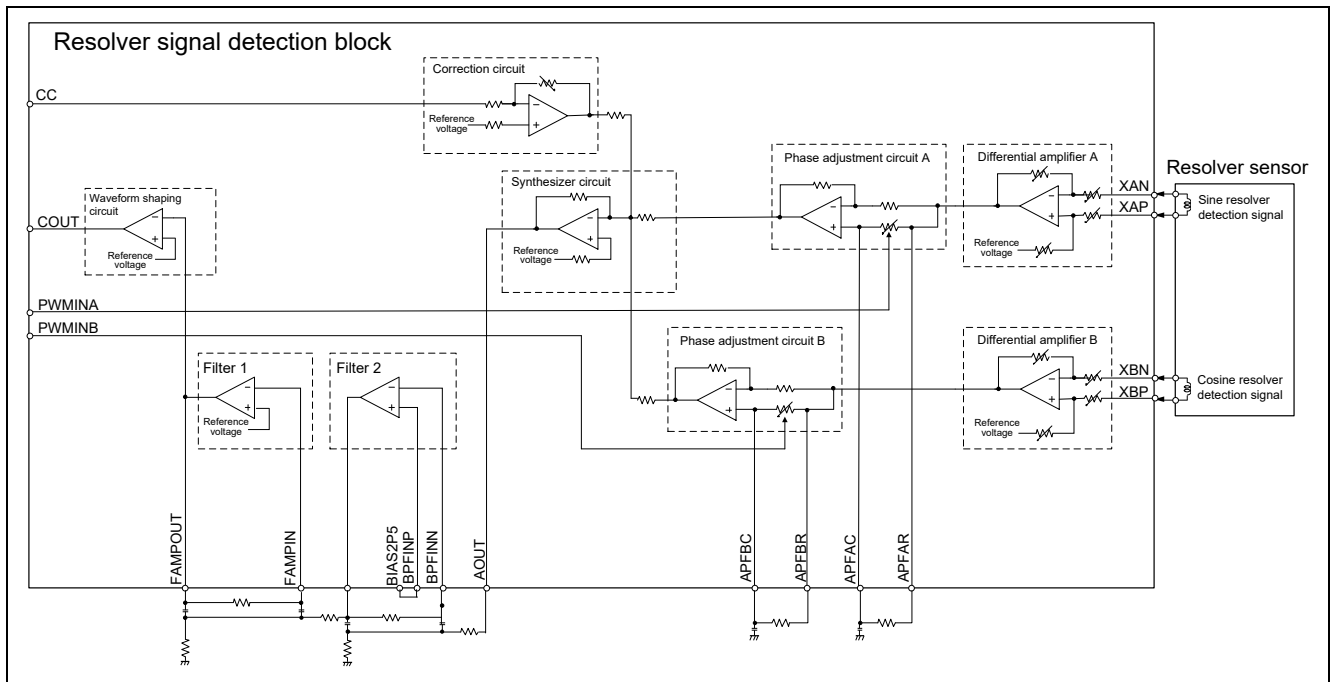 Resolver signal detection block
Correction circuit
CC
Reference
voltage
Phase adjustment circuit A
Differential amplifier A
Resolver sensor
XAN
XAP
Sine resolver
detection signal
Reference
voltage
Synthesizer circuit
Reference
voltage
Waveform shaping
circuit
COUT
Reference
voltage
PWMINA
PWMINB
Phase adjustment circuit B
Differential amplifier B
XBN
XBP
Cosine resolver
detection signal
Reference
voltage
Filter 1
Reference
voltage
Filter 2
FAMPOUT
FAMPIN
BIAS2P5
BPFINP
BPFINN
AOUT
APFBC
APFBR
APFAC
APFAR